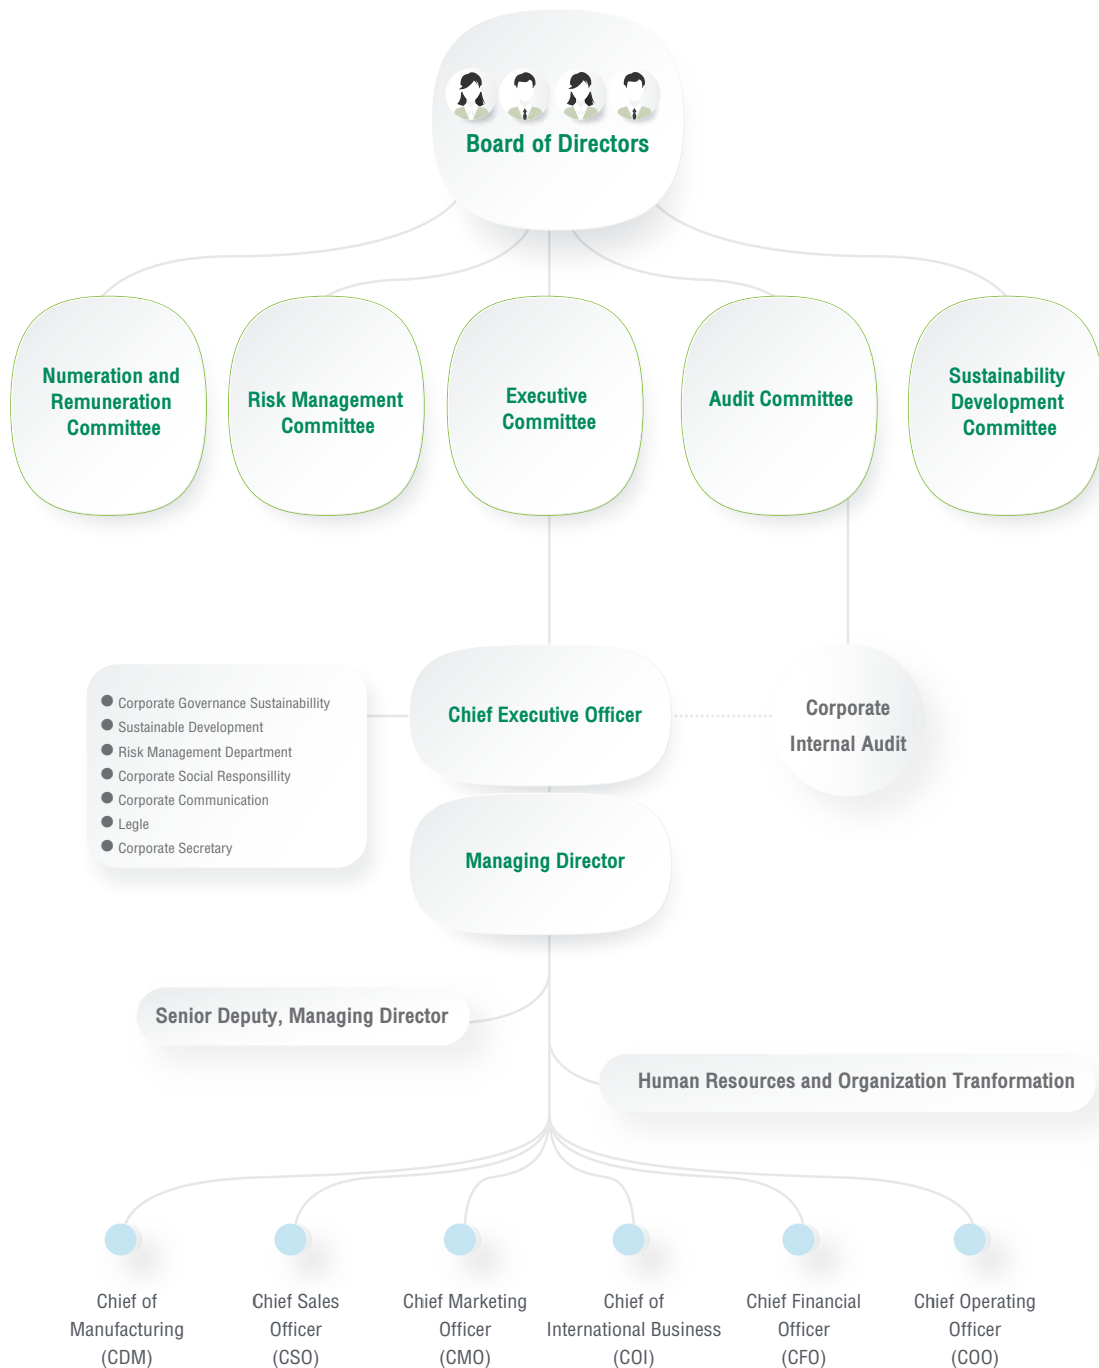 Board of Directors
Numeration and
Remuneration
Committee
Risk Management
Committee
Executive
Committee
Audit Committee
Sustainability
Development
Committee
Corporate Governance Sustainabillity
Sustainable Development
Risk Management Department
Corporate Social Responsillity
Corporate Communication
Legle
Corporate Secretary
Chief Executive Officer
Corporate
Internal Audit
Managing Director
Senior Deputy, Managing Director
Human Resources and Organization Tranformation
Chief of
Manufacturing
(CDM)
Chief Sales
Officer
(CSO)
Chief Marketing
Officer
(CMO)
Chief of
International Business
(COI)
Chief Financial
Officer
(CFO)
Chief Operating
Officer
(COO)